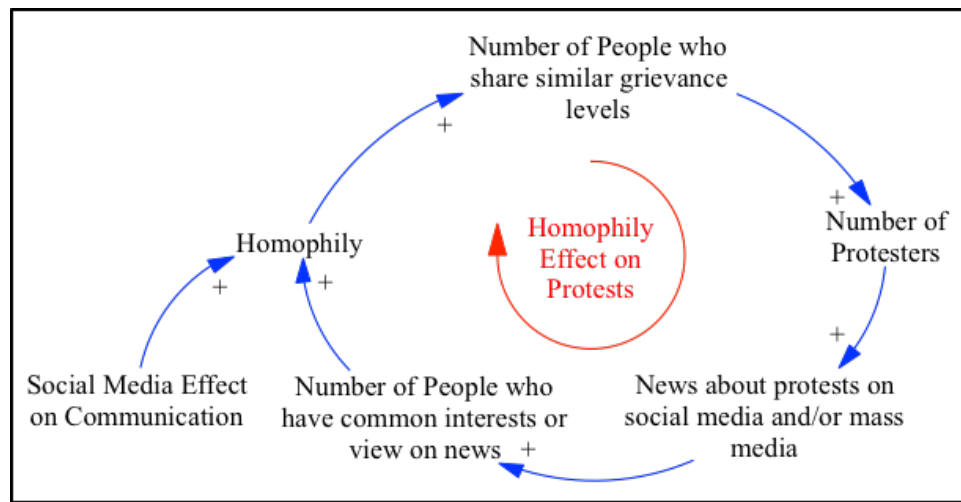 Number of People who
share similar grievance
levels
+
+
Number of
Protesters
Homophily
Effect on
Protests
Homophily
+
+
+
Social Media Effect
on Communication
Number of People who
have common interests or
view on news +
News about protests on
social media and/or mass
media